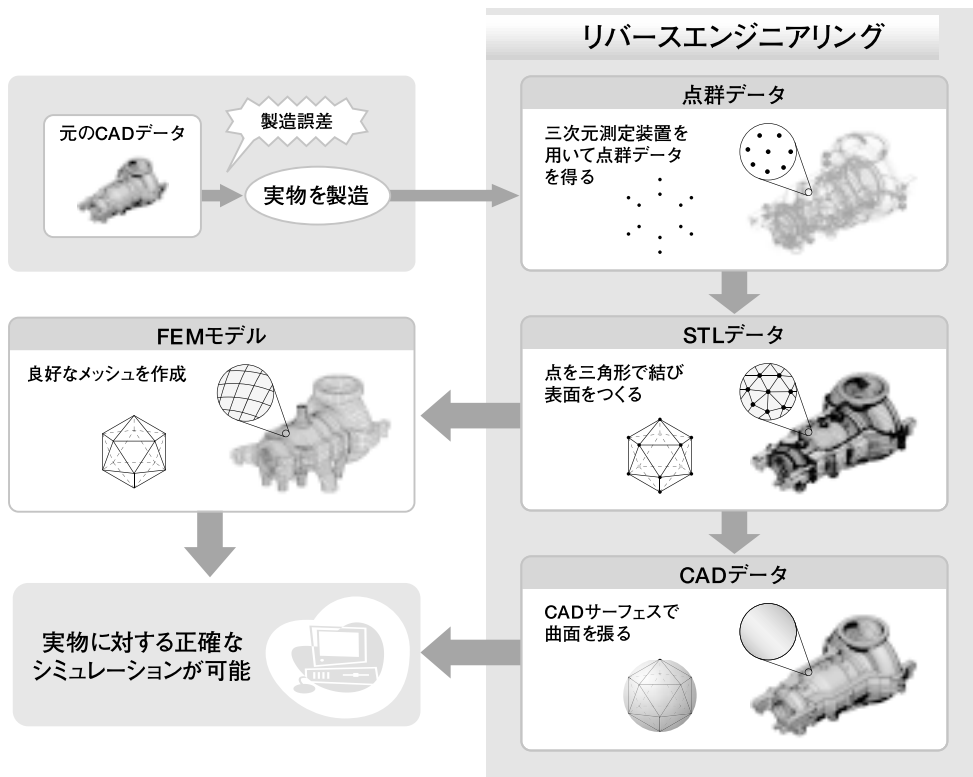 リバースエンジニアリング
元のCADデータ
製造誤差
実物を製造
点群データ
三次元測定装置を
用いて点群データ
を得る
STLデータ
点を三角形で結び
表面をつくる
FEMモデル
良好なメッシュを作成
CADデータ
CADサーフェスで
曲面を張る
実物に対する正確な
シミュレーションが可能